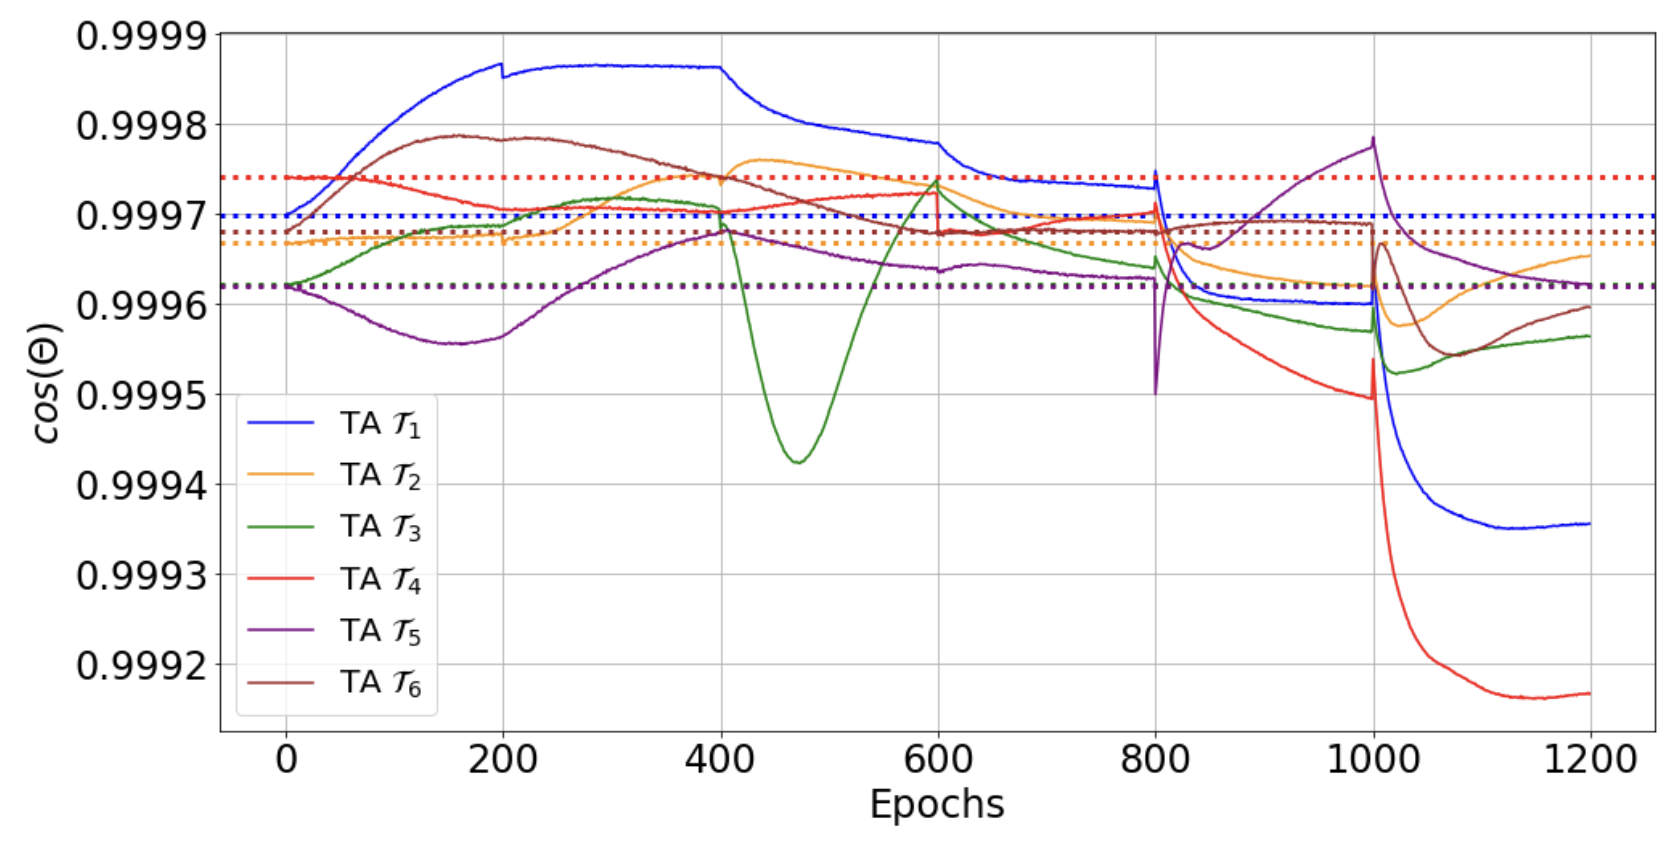 0.9999
0.9998
0.9997
0.9996
0.9995
0.9994
0.9993
0.9992
cos(Θ)
TA 𝒯₁
TA 𝒯₂
TA 𝒯₃
TA 𝒯₄
TA 𝒯₅
TA 𝒯₆
0 200 400 600 800 1000 1200
Epochs